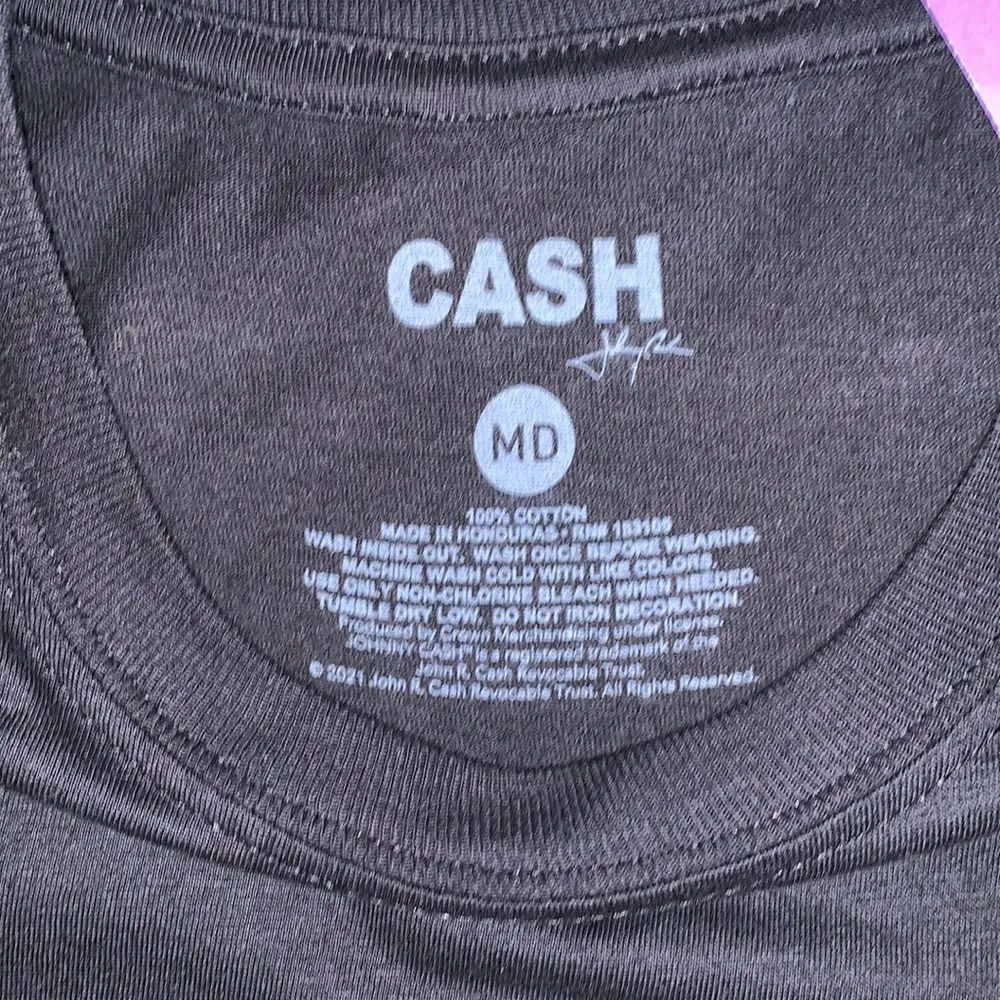 CASH
MD
100% COTTON
MADE IN HONDURAS
WASH INSIDE OUT. WASH ONCE BEFORE WEARING.
MACHINE WASH COLD WITH LIKE COLORS.
USE ONLY NON-CHLORINE BLEACH WHEN NEEDED.
TUMBLE DRY LOW. DO NOT IRON DECORATION
Produced by Crown Merchandising under license
JOHNNY CASH™ is a registered trademark of the
John R. Cash Revocable Trust.
© 2021 John R. Cash Revocable Trust. All Rights Reserved.